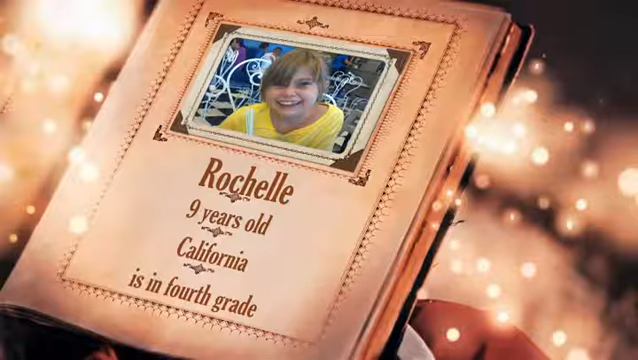 Rochelle
9 years old
California
is in fourth grade